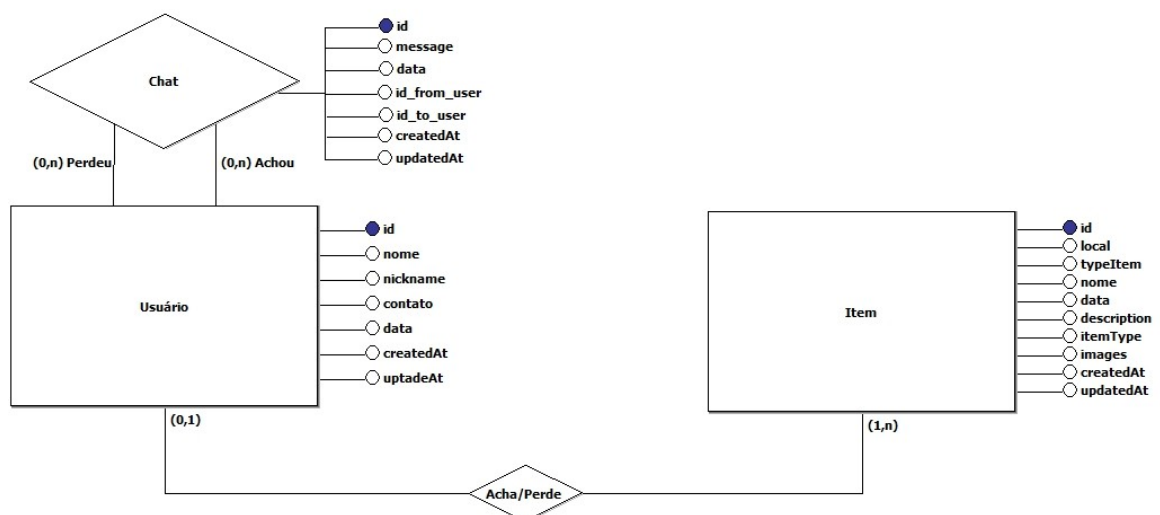 Chat
id
message
data
id_from_user
id_to_user
createdAt
updatedAt
(0,n) Perdeu
(0,n) Achou
Usuário
id
nome
nickname
contato
data
createdAt
uptadeAt
Item
id
local
typeItem
nome
data
description
itemType
images
createdAt
updatedAt
(0,1)
(1,n)
Acha/Perde